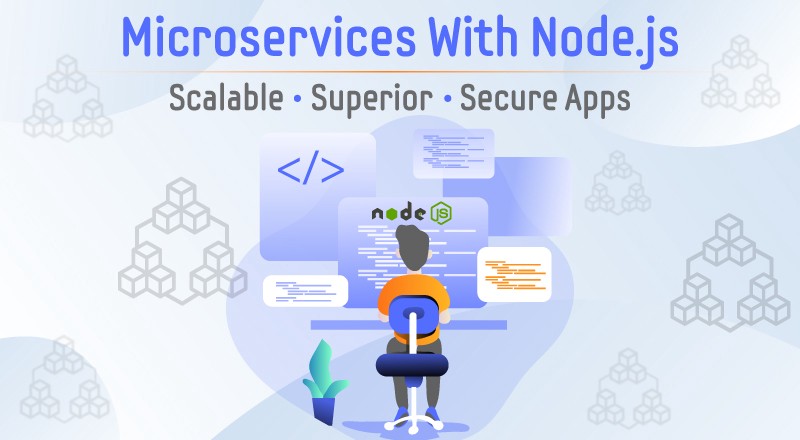 Microservices With Node.js
Scalable • Superior • Secure Apps
</>
node JS